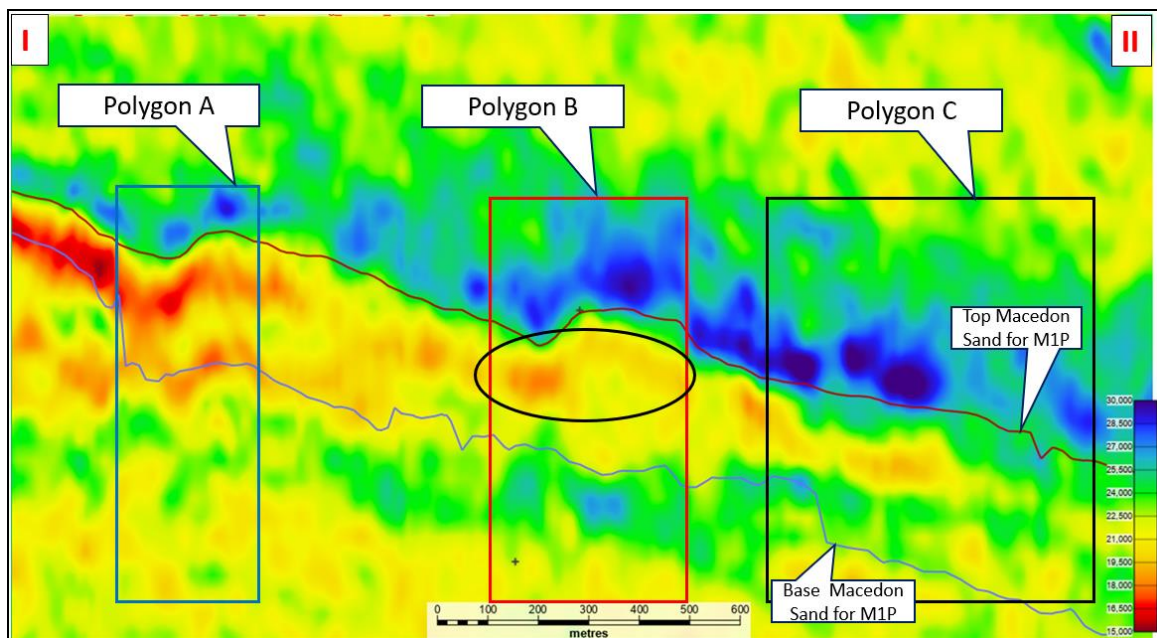 I
II
Polygon A
Polygon B
Polygon C
Top Macedon
Sand for M1P
Base Macedon
Sand for M1P
30,000
28,500
27,000
25,500
24,000
22,500
21,000
19,500
18,000
16,500
15,000
0 100 200 300 400 500 600
metres